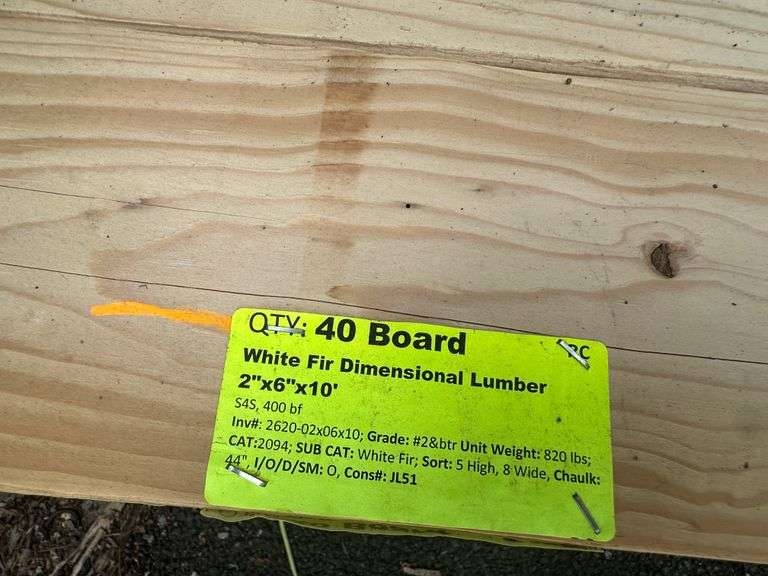 QTY: 40 Board
White Fir Dimensional Lumber
2"x6"x10'
S4S, 400 bf
Inv#: 2620-02x06x10; Grade: #2&btr Unit Weight: 820 lbs;
CAT:2094; SUB CAT: White Fir; Sort: 5 High, 8 Wide, Chaulk:
44", I/O/D/SM: O, Cons#: JL51